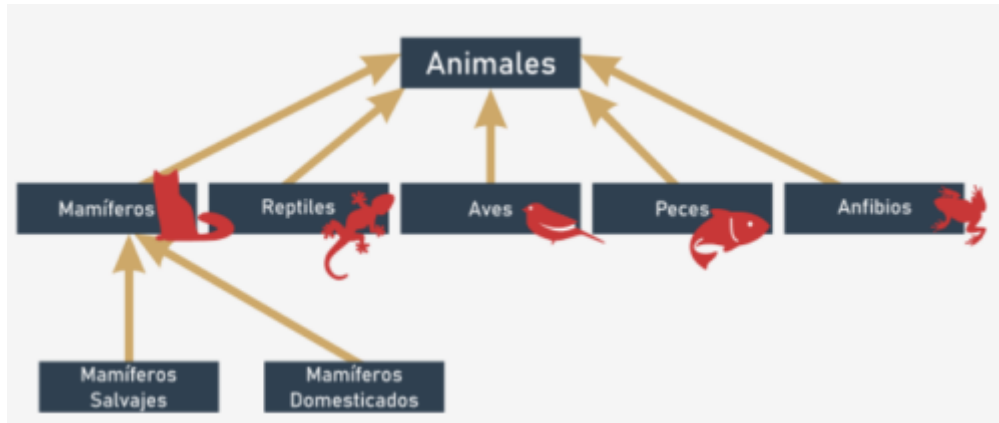 Animales
Mamíferos
Reptiles
Aves
Peces
Anfibios
Mamíferos
Salvajes
Mamíferos
Domesticados